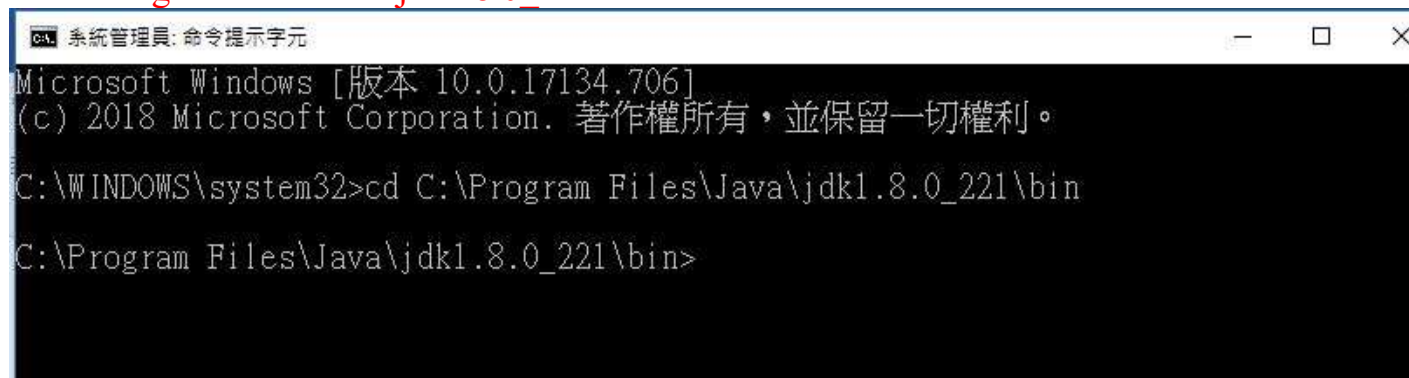 系統管理員: 命令提示字元
Microsoft Windows [版本 10.0.17134.706]
(c) 2018 Microsoft Corporation. 著作權所有，並保留一切權利。
C:\WINDOWS\system32>cd C:\Program Files\Java\jdk1.8.0_221\bin
C:\Program Files\Java\jdk1.8.0_221\bin>